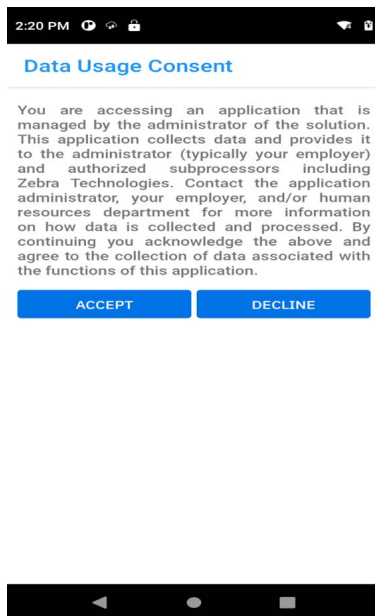 2:20 PM
Data Usage Consent
You are accessing an application that is
managed by the administrator of the solution.
This application collects data and provides it
to the administrator (typically your employer)
and authorized subprocessors including
Zebra Technologies. Contact the application
administrator, your employer, and/or human
resources department for more information
on how data is collected and processed. By
continuing you acknowledge the above and
agree to the collection of data associated with
the functions of this application.
ACCEPT DECLINE